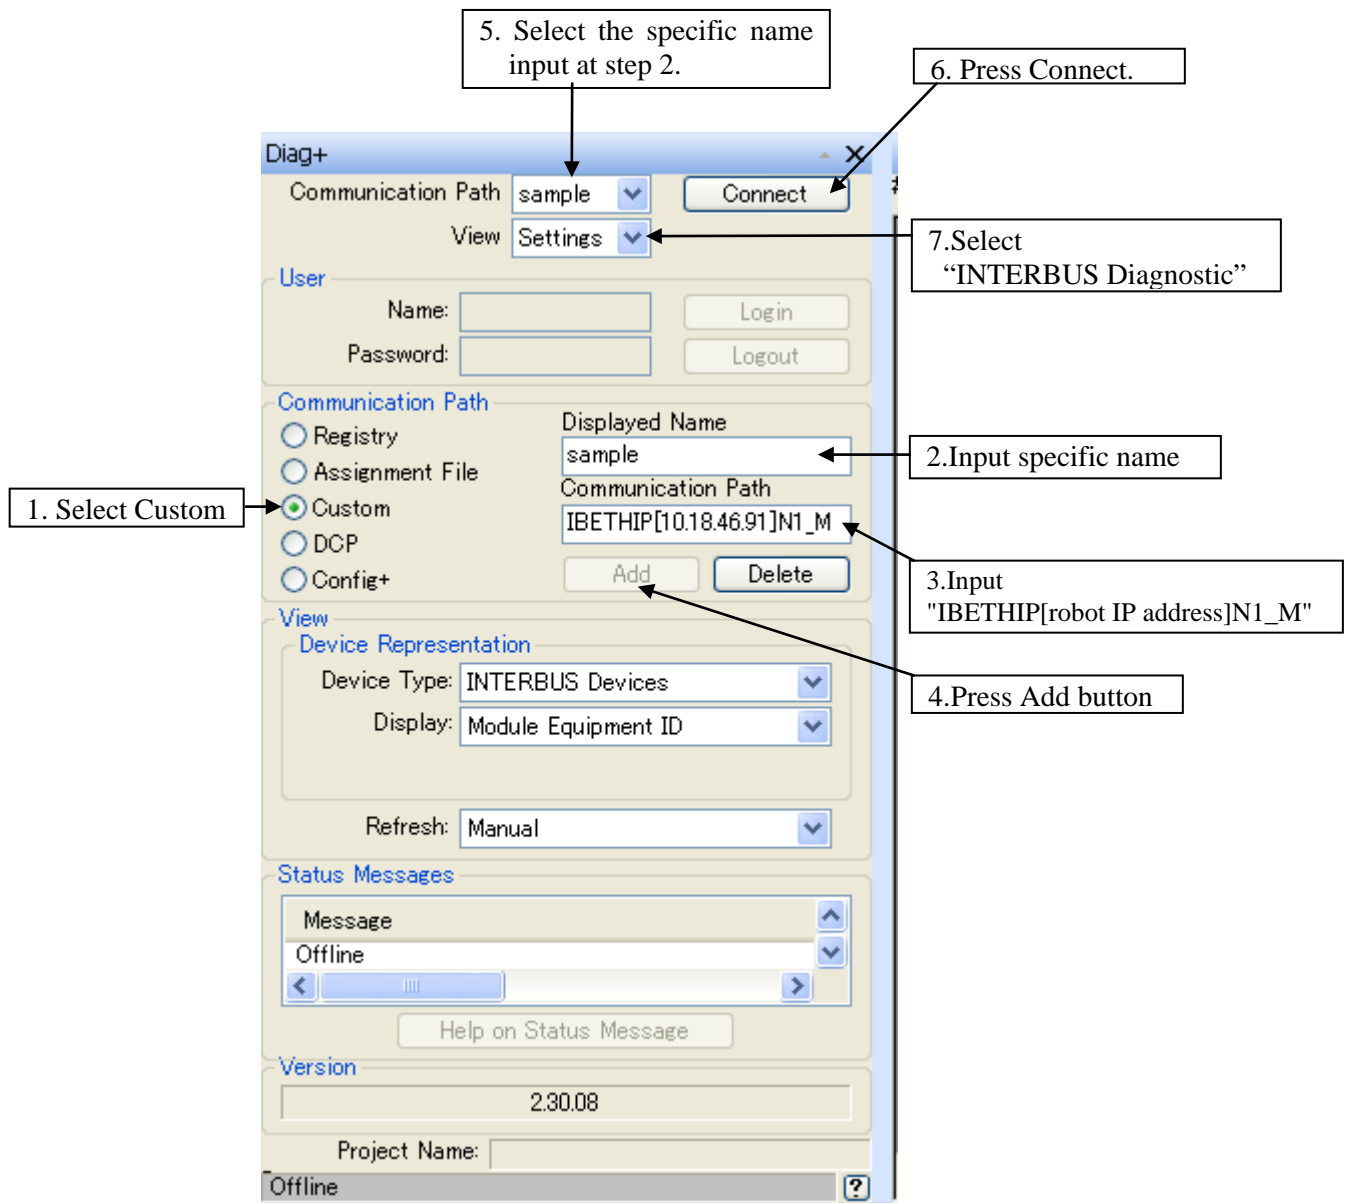 5. Select the specific name
input at step 2.
6. Press Connect.
Diag+
Communication Path
sample
Connect
View
Settings
7.Select
“INTERBUS Diagnostic”
User
Name:
Login
Password:
Logout
Communication Path
Registry
Displayed Name
sample
2.Input specific name
Assignment File
Communication Path
1. Select Custom
Custom
IBETHIP[10.18.46.91]N1_M
DCP
Config+
Add
Delete
3.Input
"IBETHIP[robot IP address]N1_M"
View
Device Representation
Device Type:
INTERBUS Devices
4.Press Add button
Display:
Module Equipment ID
Refresh:
Manual
Status Messages
Message
Offline
Help on Status Message
Version
2.30.08
Project Name:
Offline
?